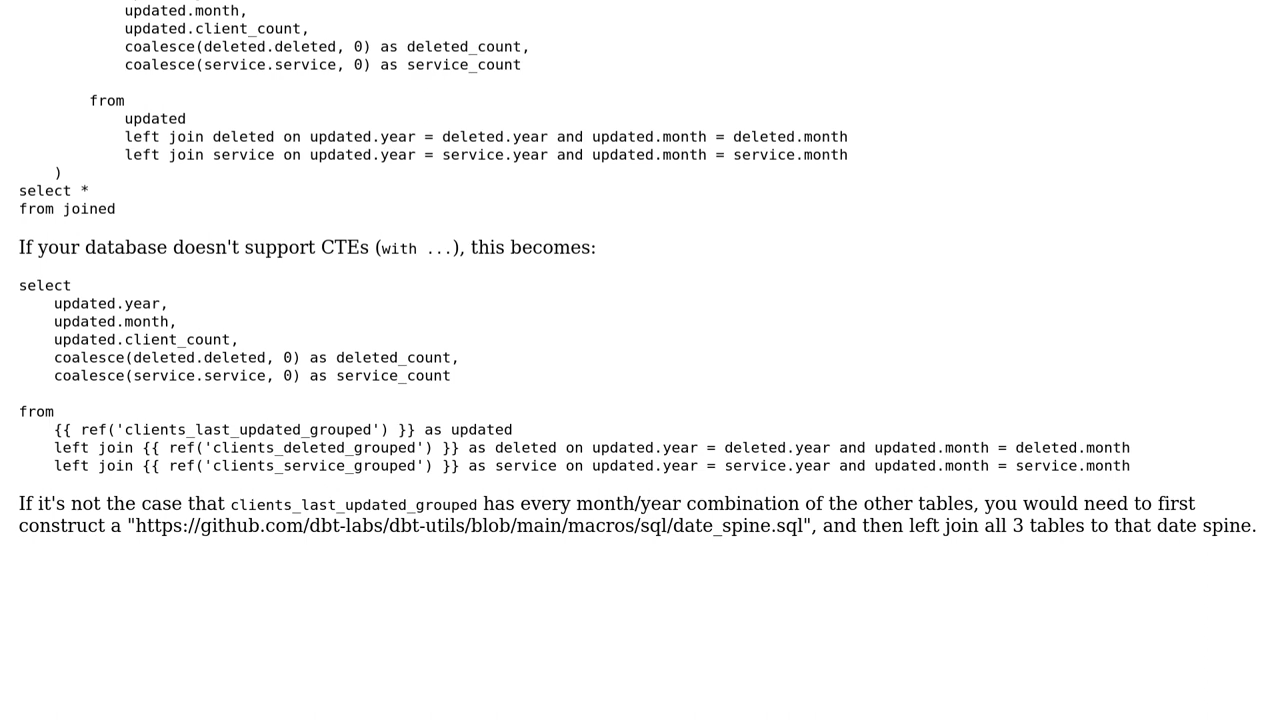 updated.month,
updated.client_count,
coalesce(deleted.deleted, 0) as deleted_count,
coalesce(service.service, 0) as service_count
from
updated
left join deleted on updated.year = deleted.year and updated.month = deleted.month
left join service on updated.year = service.year and updated.month = service.month
)
select *
from joined
If your database doesn't support CTEs (with ...), this becomes:
select
updated.year,
updated.month,
updated.client_count,
coalesce(deleted.deleted, 0) as deleted_count,
coalesce(service.service, 0) as service_count
from
{{ ref('clients_last_updated_grouped') }} as updated
left join {{ ref('clients_deleted_grouped') }} as deleted on updated.year = deleted.year and updated.month = deleted.month
left join {{ ref('clients_service_grouped') }} as service on updated.year = service.year and updated.month = service.month
If it's not the case that clients_last_updated_grouped has every month/year combination of the other tables, you would need to first
construct a "https://github.com/dbt-labs/dbt-utils/blob/main/macros/sql/date_spine.sql", and then left join all 3 tables to that date spine.